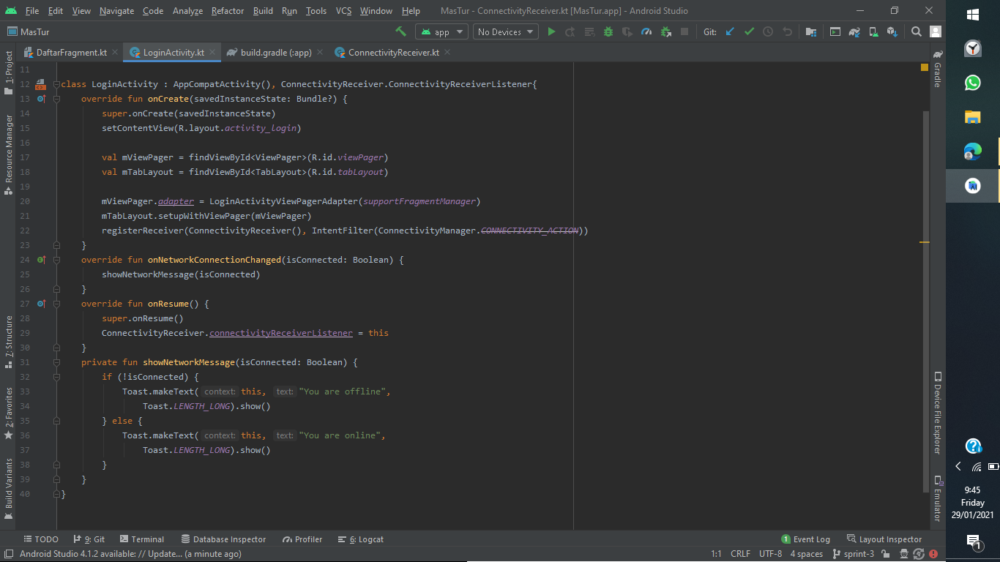 File Edit View Navigate Code Analyze Refactor Build Run Tools VCS Window Help MasTur - ConnectivityReceiver.kt [MasTur.app] - Android Studio
MasTur app No Devices Git:
DaftarFragment.kt LoginActivity.kt build.gradle (:app) ConnectivityReceiver.kt
1: Project
Resource Manager
7: Structure
2: Favorites
Build Variants
11
12 class LoginActivity : AppCompatActivity(), ConnectivityReceiver.ConnectivityReceiverListener{
13 override fun onCreate(savedInstanceState: Bundle?) {
14 super.onCreate(savedInstanceState)
15 setContentView(R.layout.activity_login)
16
17 val mViewPager = findViewById<ViewPager>(R.id.viewPager)
18 val mTabLayout = findViewById<TabLayout>(R.id.tabLayout)
19
20 mViewPager.adapter = LoginActivityViewPagerAdapter(supportFragmentManager)
21 mTabLayout.setupWithViewPager(mViewPager)
22 registerReceiver(ConnectivityReceiver(), IntentFilter(ConnectivityManager.CONNECTIVITY_ACTION))
23 }
24 override fun onNetworkConnectionChanged(isConnected: Boolean) {
25 showNetworkMessage(isConnected)
26 }
27 override fun onResume() {
28 super.onResume()
29 ConnectivityReceiver.connectivityReceiverListener = this
30 }
31 private fun showNetworkMessage(isConnected: Boolean) {
32 if (!isConnected) {
33 Toast.makeText( context: this, text: "You are offline",
34 Toast.LENGTH_LONG).show()
35 } else {
36 Toast.makeText( context: this, text: "You are online",
37 Toast.LENGTH_LONG).show()
38 }
39 }
40 }
Gradle
Device File Explorer
Emulator
9:45
Friday
29/01/2021
1
TODO 9: Git Terminal Database Inspector Profiler 6: Logcat 1 Event Log Layout Inspector
Android Studio 4.1.2 available: // Update... (a minute ago) 1:1 CRLF UTF-8 4 spaces sprint-3